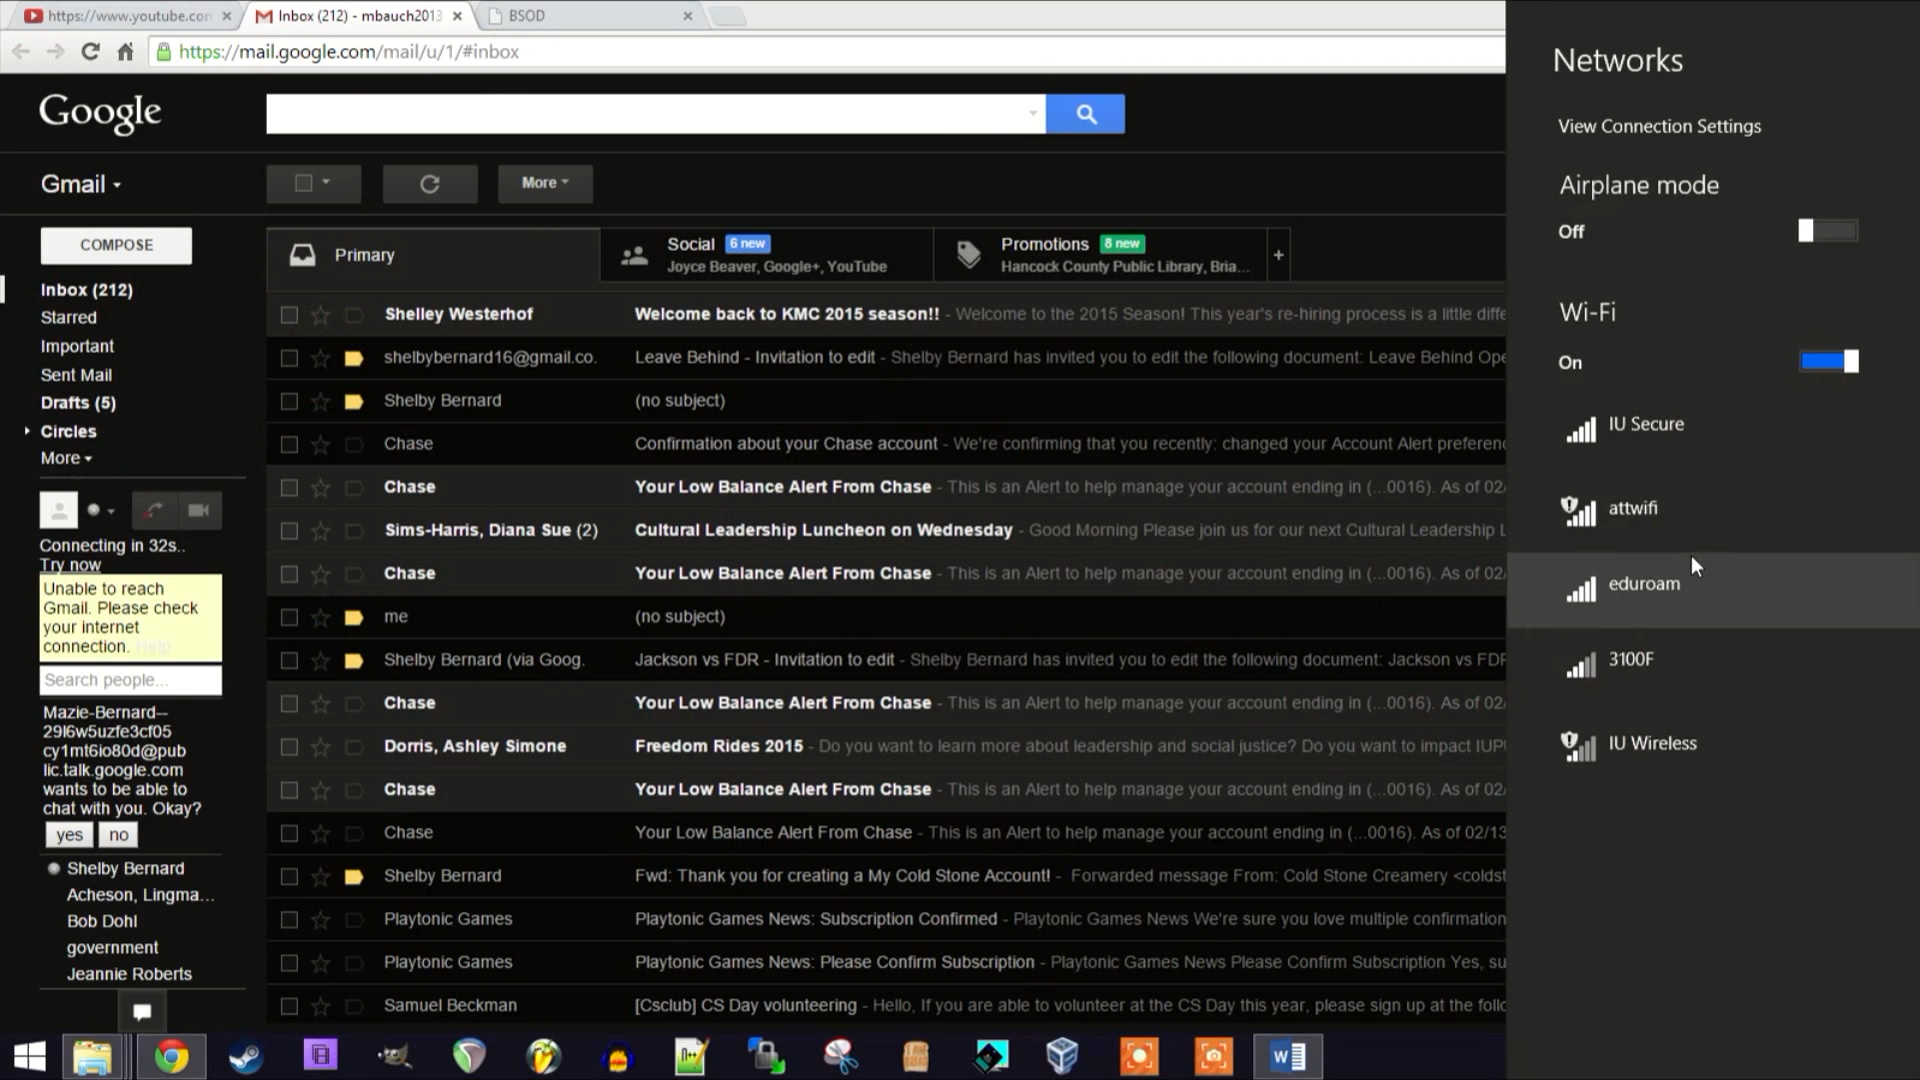 https://www.youtube.com
Inbox (212) - mbauch2013
BSOD
https://mail.google.com/mail/u/1/#inbox
Google
Gmail
More
COMPOSE
Inbox (212)
Starred
Important
Sent Mail
Drafts (5)
Circles
More
Connecting in 32s..
Try now
Unable to reach
Gmail. Please check
your internet
connection. Help
Search people...
Mazie-Bernard--
29l6w5uzfe3cf05
cy1mt6io80d@pub
lic.talk.google.com
wants to be able to
chat with you. Okay?
yes no
Shelby Bernard
Acheson, Lingma...
Bob Dohl
government
Jeannie Roberts
Primary
Social 6 new
Joyce Beaver, Google+, YouTube
Promotions 8 new
Hancock County Public Library, Bria...
+
Shelley Westerhof Welcome back to KMC 2015 season!! - Welcome to the 2015 Season! This year's re-hiring process is a little diffe
shelbybernard16@gmail.co. Leave Behind - Invitation to edit - Shelby Bernard has invited you to edit the following document: Leave Behind Ope
Shelby Bernard (no subject)
Chase Confirmation about your Chase account - We're confirming that you recently: changed your Account Alert preferenc
Chase Your Low Balance Alert From Chase - This is an Alert to help manage your account ending in (...0016). As of 02/
Sims-Harris, Diana Sue (2) Cultural Leadership Luncheon on Wednesday - Good Morning Please join us for our next Cultural Leadership L
Chase Your Low Balance Alert From Chase - This is an Alert to help manage your account ending in (...0016). As of 02/
me (no subject)
Shelby Bernard (via Goog. Jackson vs FDR - Invitation to edit - Shelby Bernard has invited you to edit the following document: Jackson vs FDR
Chase Your Low Balance Alert From Chase - This is an Alert to help manage your account ending in (...0016). As of 02/
Dorris, Ashley Simone Freedom Rides 2015 - Do you want to learn more about leadership and social justice? Do you want to impact IUPU
Chase Your Low Balance Alert From Chase - This is an Alert to help manage your account ending in (...0016). As of 02/
Chase Your Low Balance Alert From Chase - This is an Alert to help manage your account ending in (...0016). As of 02/13
Shelby Bernard Fwd: Thank you for creating a My Cold Stone Account! - Forwarded message From: Cold Stone Creamery <coldst
Playtonic Games Playtonic Games News: Subscription Confirmed - Playtonic Games News We're sure you love multiple confirmation
Playtonic Games Playtonic Games News: Please Confirm Subscription - Playtonic Games News Please Confirm Subscription Yes, su
Samuel Beckman [Csclub] CS Day volunteering - Hello, If you are able to volunteer at the CS Day this year, please sign up at the follo
Networks
View Connection Settings
Airplane mode
Off
Wi-Fi
On
IU Secure
attwifi
eduroam
3100F
IU Wireless